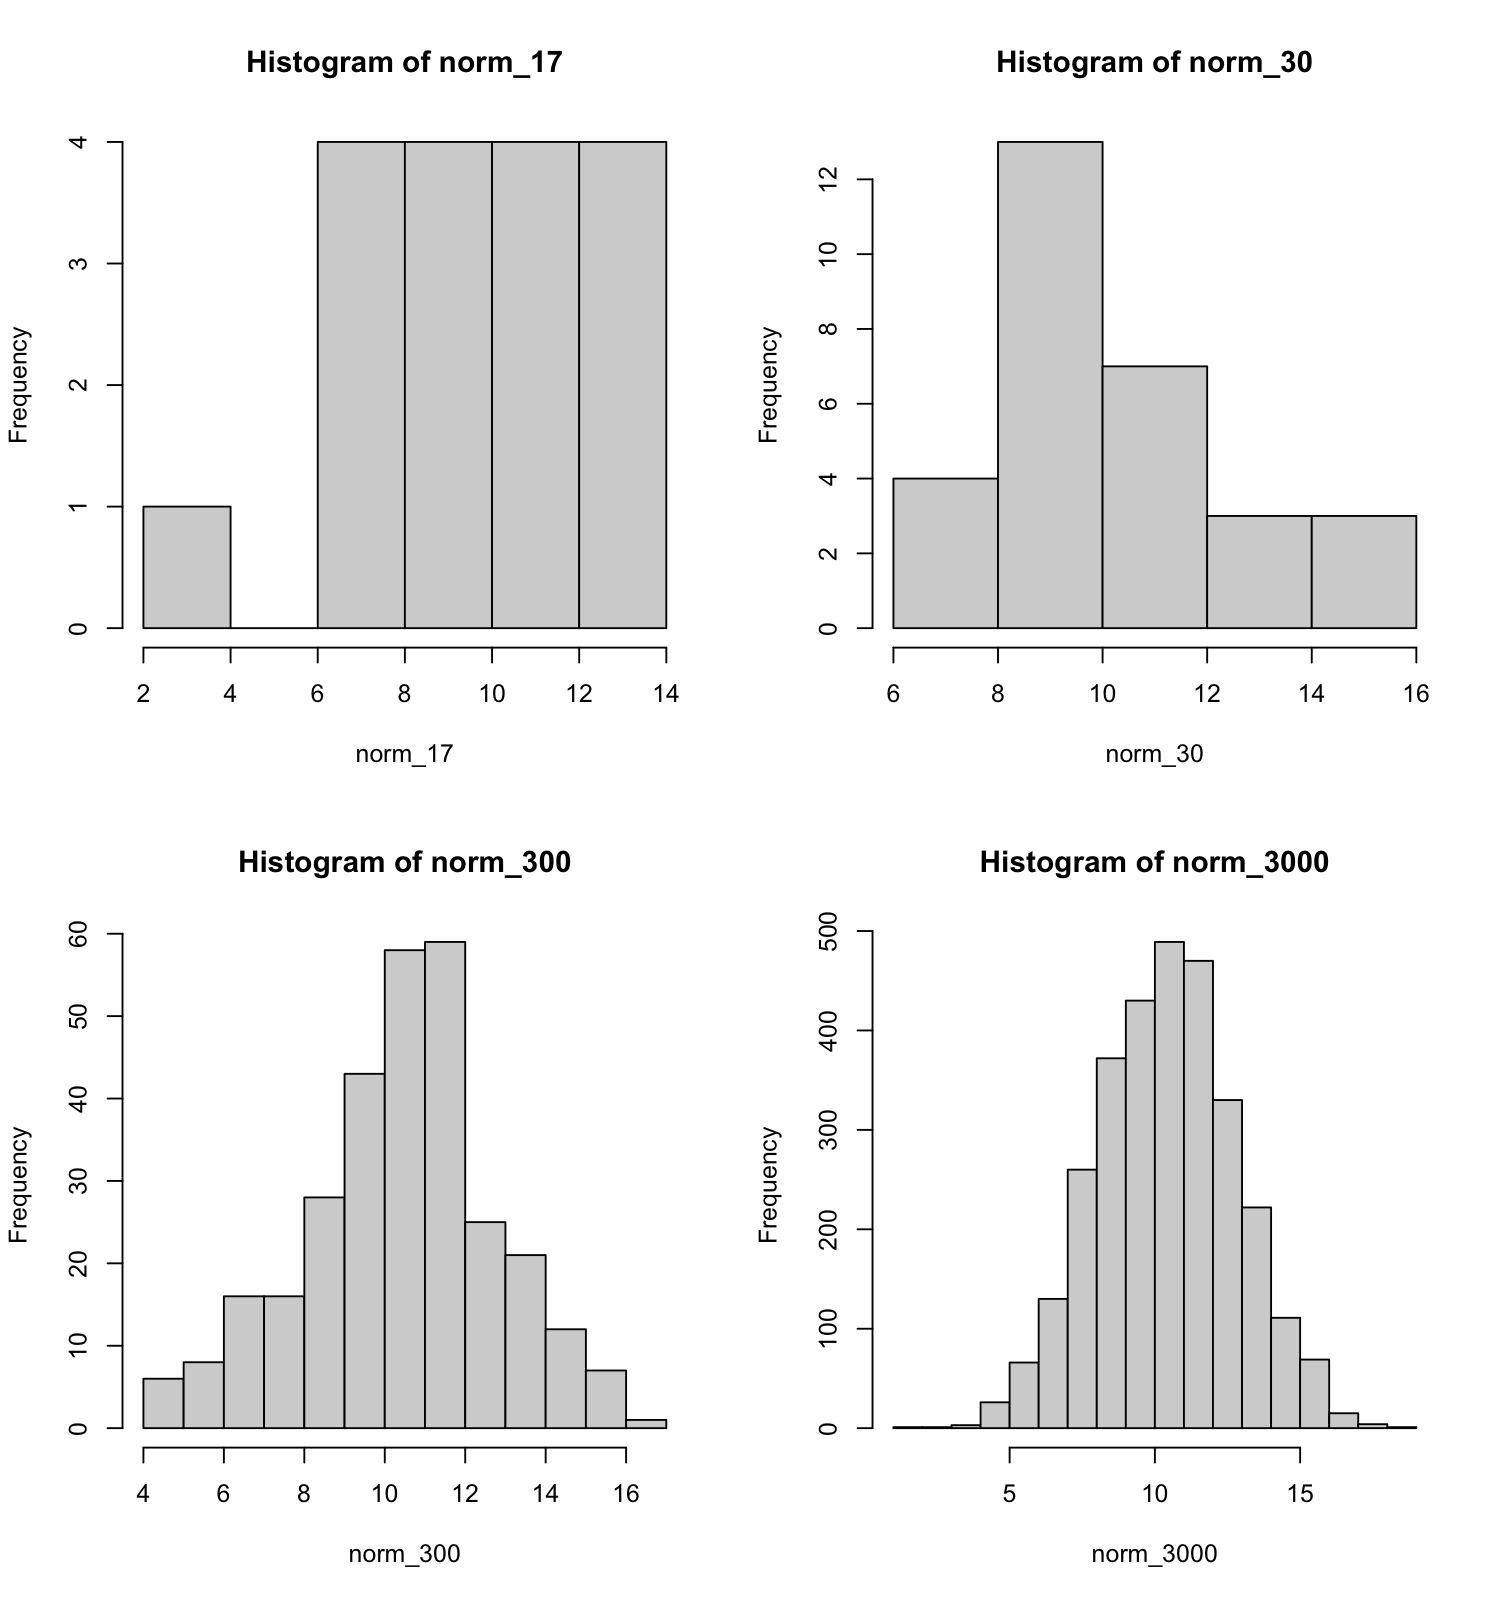 Histogram of norm_17
Frequency
4
3
2
1
0
2 4 6 8 10 12 14
norm_17
Histogram of norm_30
Frequency
12
10
8
6
4
2
0
6 8 10 12 14 16
norm_30
Histogram of norm_300
Frequency
60
50
40
30
20
10
0
4 6 8 10 12 14 16
norm_300
Histogram of norm_3000
Frequency
500
400
300
200
100
0
5 10 15
norm_3000